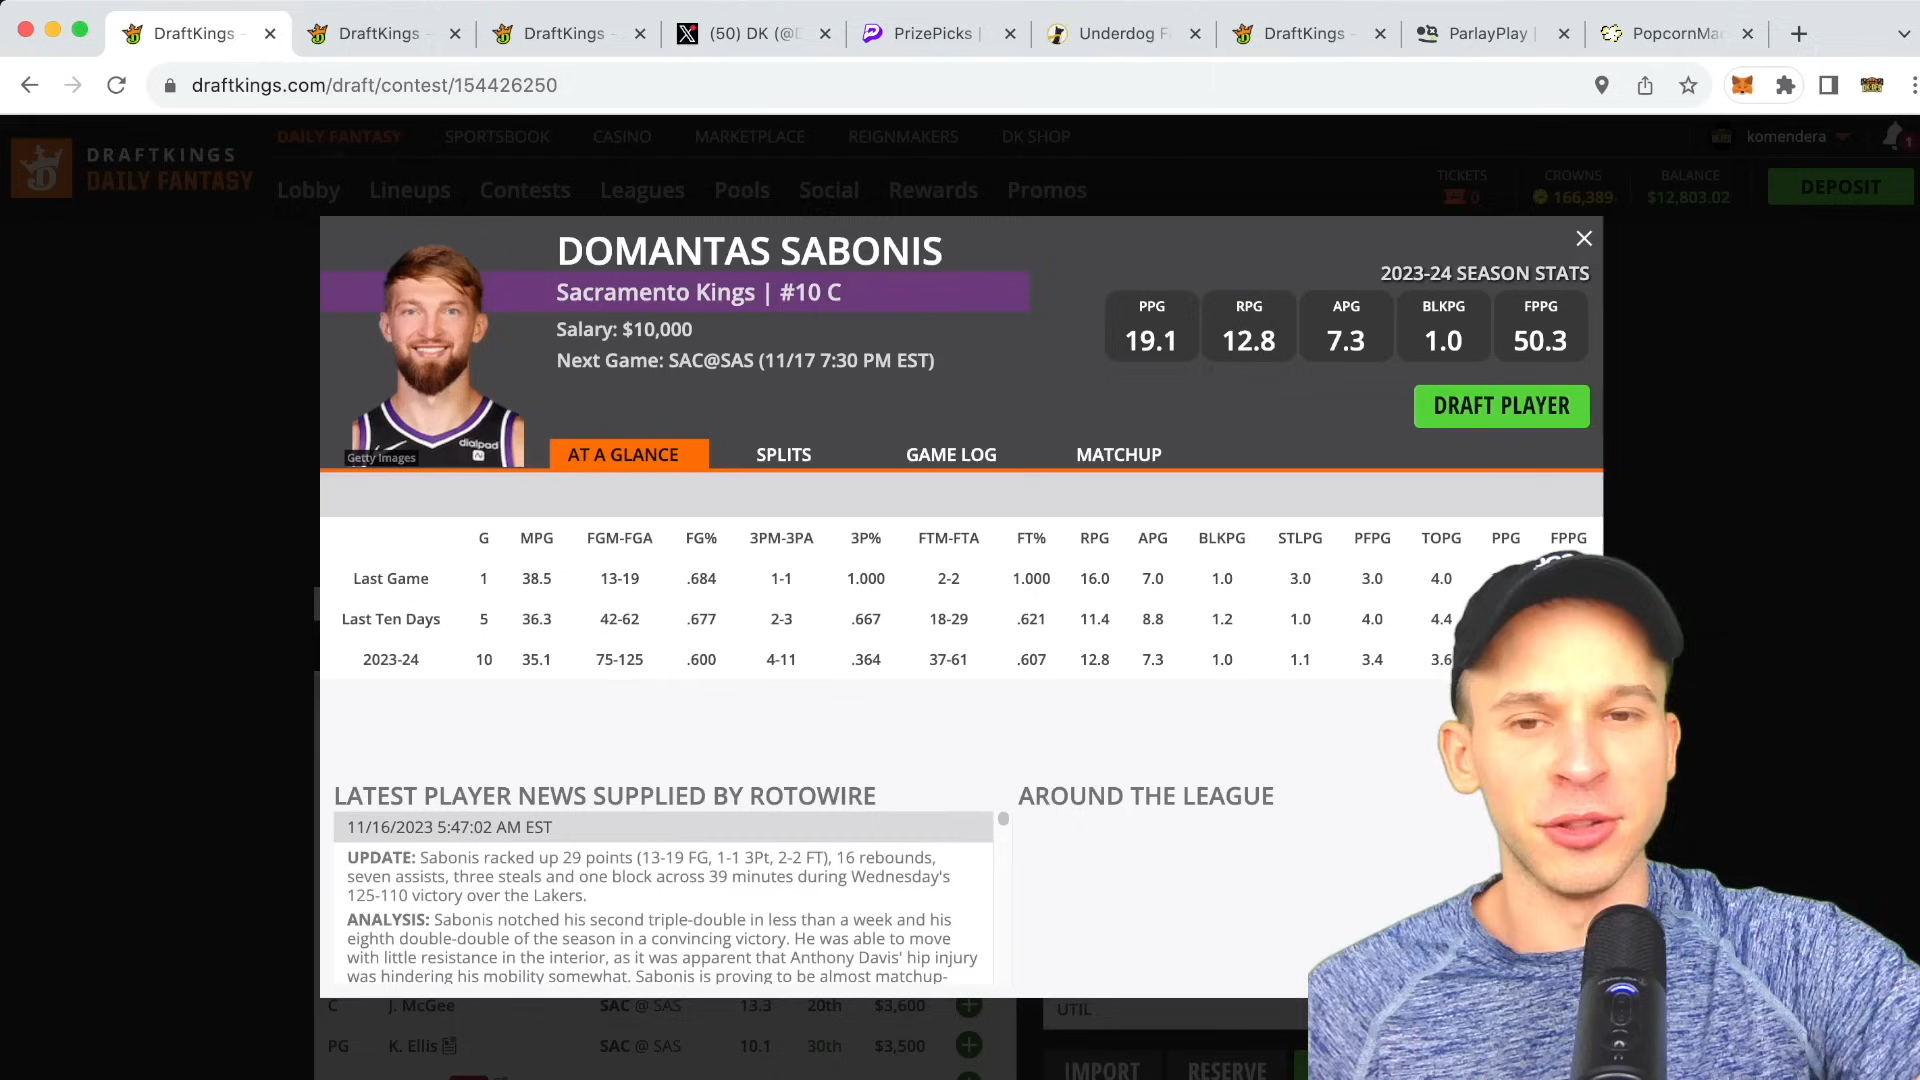 DraftKings -
DraftKings -
DraftKings -
(50) DK (@D
PrizePicks |
Underdog F
DraftKings -
ParlayPlay |
PopcornMac
draftkings.com/draft/contest/154426250
DAILY FANTASY
SPORTSBOOK
CASINO
MARKETPLACE
REIGNMAKERS
DK SHOP
komendera
1
DRAFTKINGS
DAILY FANTASY
Lobby
Lineups
Contests
Leagues
Pools
Social
Rewards
Promos
TICKETS
0
CROWNS
166,389
BALANCE
$12,803.02
DEPOSIT
DOMANTAS SABONIS
Sacramento Kings | #10 C
Salary: $10,000
Next Game: SAC@SAS (11/17 7:30 PM EST)
2023-24 SEASON STATS
PPG RPG APG BLKPG FPPG
19.1 12.8 7.3 1.0 50.3
DRAFT PLAYER
dialpad
Getty Images
AT A GLANCE
SPLITS
GAME LOG
MATCHUP
G MPG FGM-FGA FG% 3PM-3PA 3P% FTM-FTA FT% RPG APG BLKPG STLPG PFPG TOPG PPG FPPG
Last Game 1 38.5 13-19 .684 1-1 1.000 2-2 1.000 16.0 7.0 1.0 3.0 3.0 4.0
Last Ten Days 5 36.3 42-62 .677 2-3 .667 18-29 .621 11.4 8.8 1.2 1.0 4.0 4.4
2023-24 10 35.1 75-125 .600 4-11 .364 37-61 .607 12.8 7.3 1.0 1.1 3.4 3.6
LATEST PLAYER NEWS SUPPLIED BY ROTOWIRE
AROUND THE LEAGUE
11/16/2023 5:47:02 AM EST
UPDATE: Sabonis racked up 29 points (13-19 FG, 1-1 3Pt, 2-2 FT), 16 rebounds,
seven assists, three steals and one block across 39 minutes during Wednesday's
125-110 victory over the Lakers.
ANALYSIS: Sabonis notched his second triple-double in less than a week and his
eighth double-double of the season in a convincing victory. He was able to move
with little resistance in the interior, as it was apparent that Anthony Davis' hip injury
was hindering his mobility somewhat. Sabonis is proving to be almost matchup-
C J. McGee SAC @ SAS 13.3 20th $3,600
PG K. Ellis SAC @ SAS 10.1 30th $3,500
UTIL
IMPORT
RESERVE